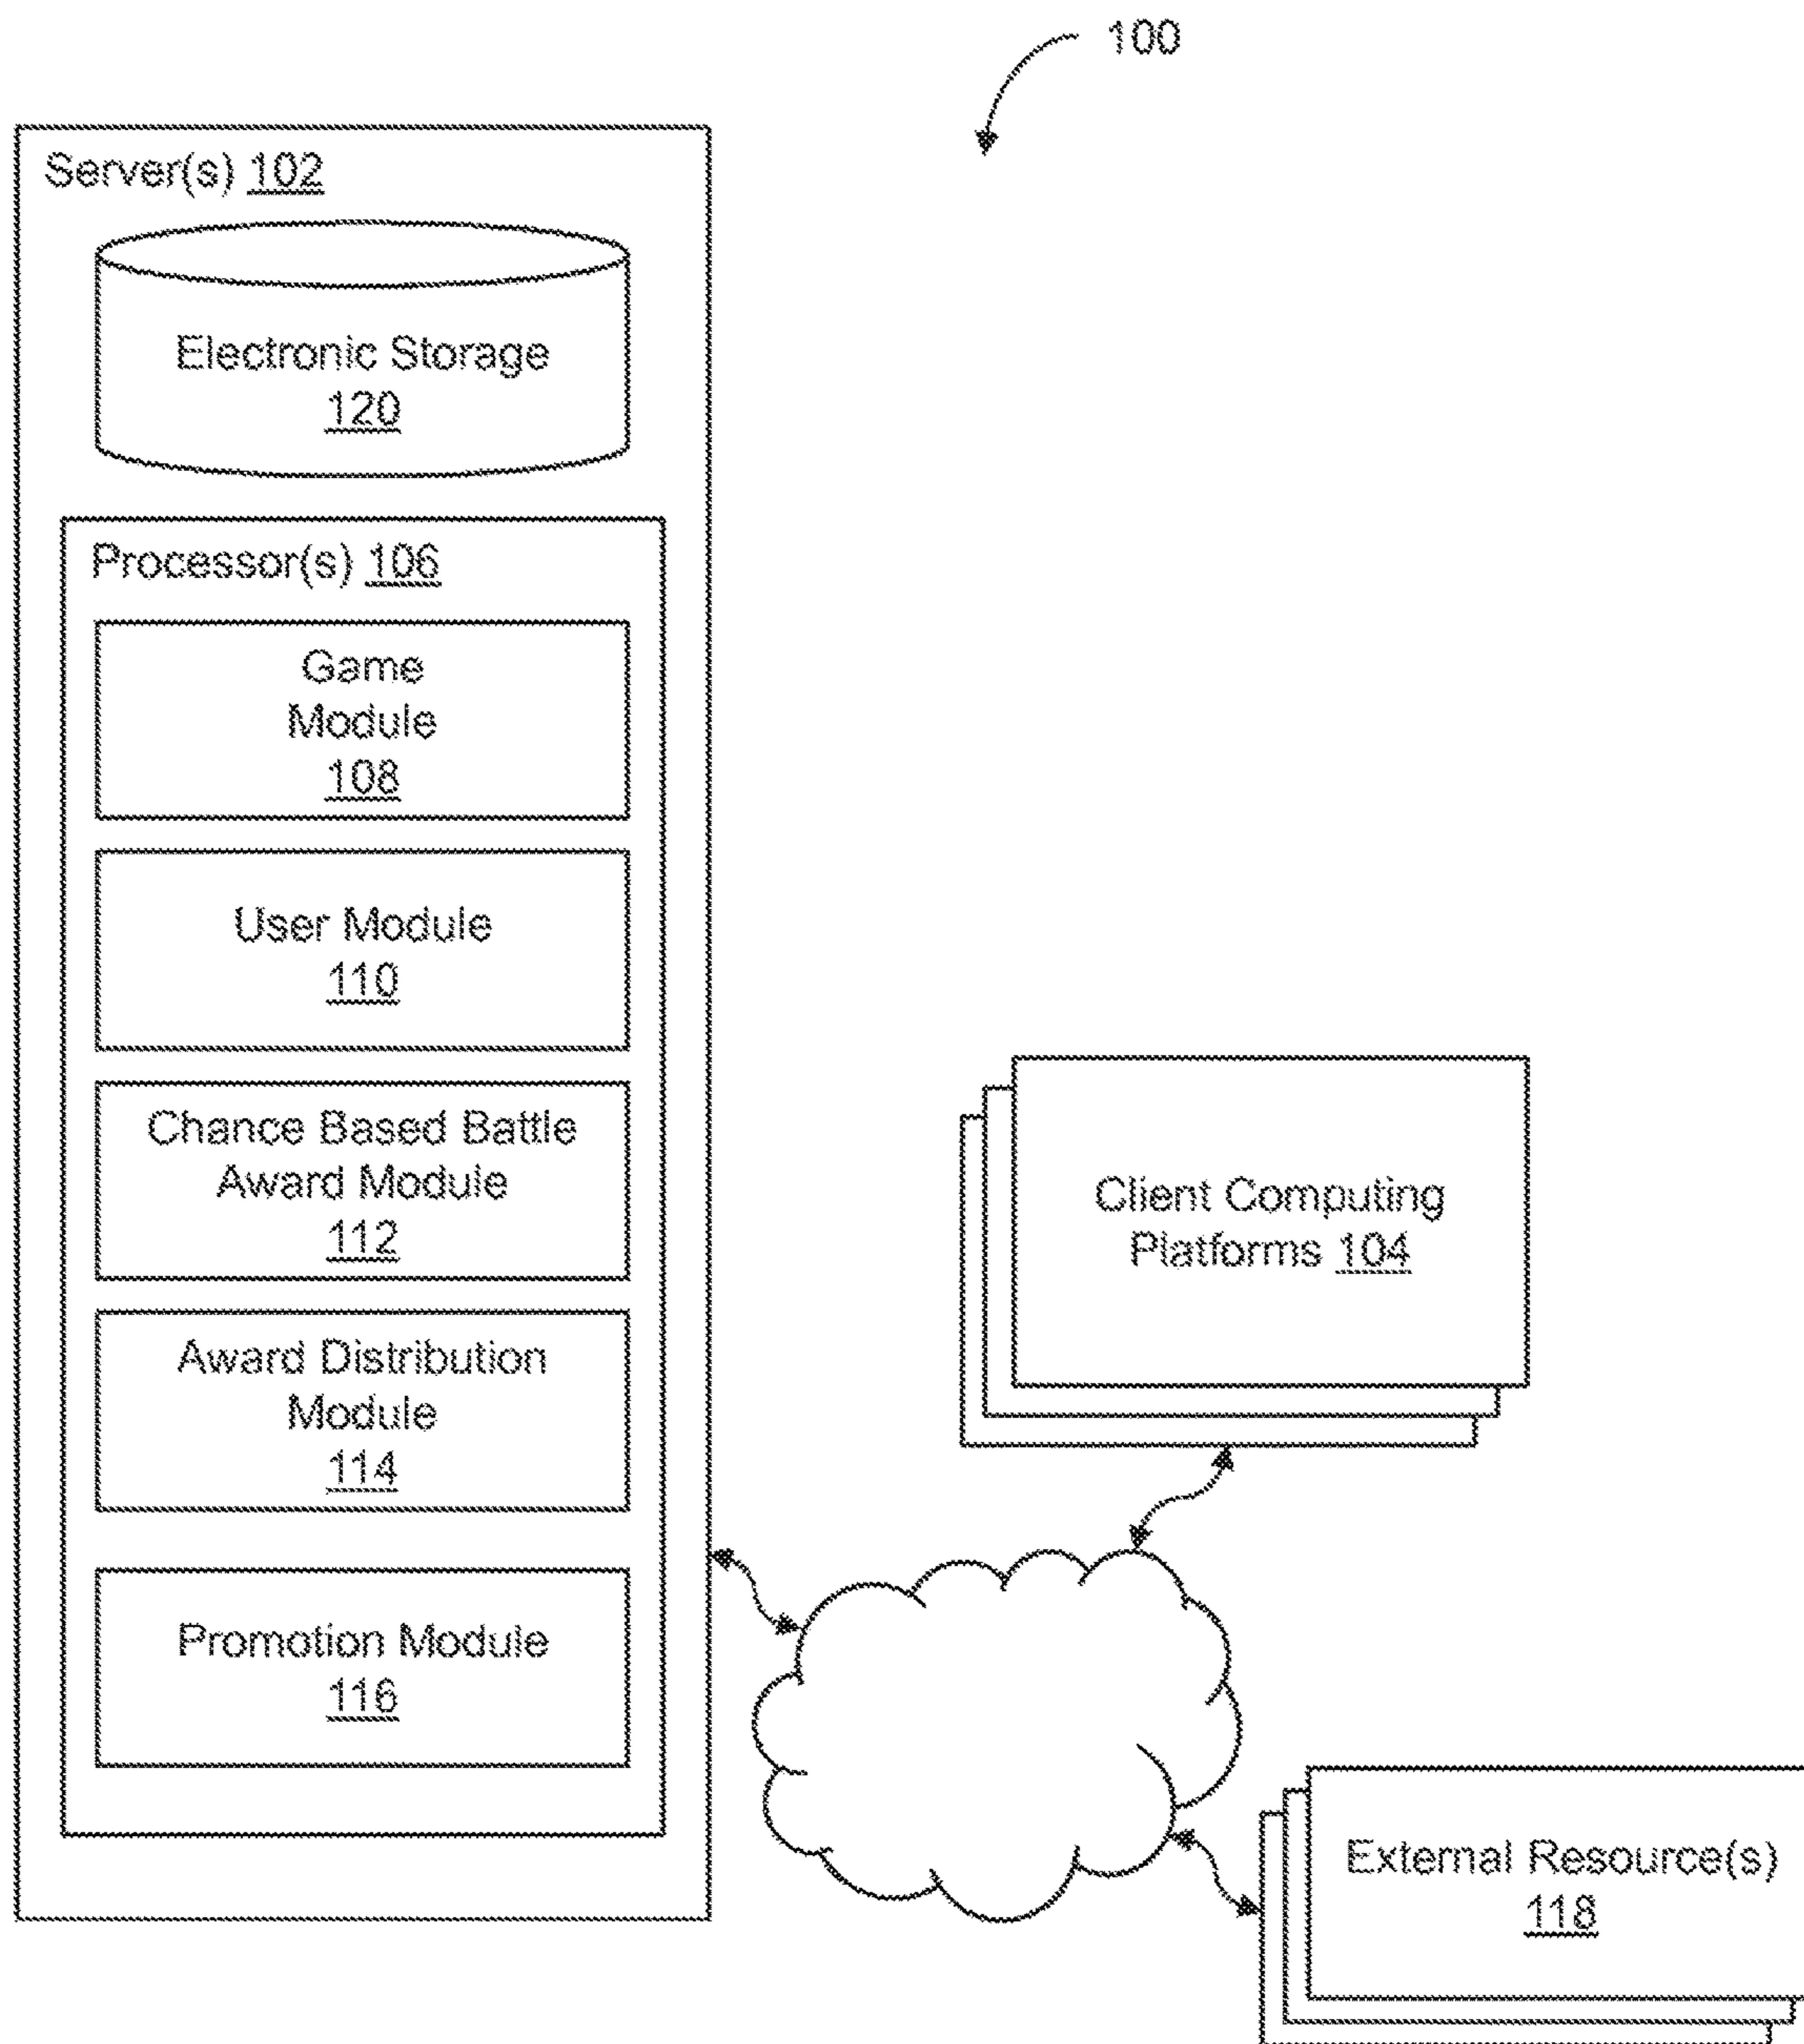 100
Server(s) 102
Electronic Storage
120
Processor(s) 106
Game
Module
108
User Module
110
Chance Based Battle
Award Module
112
Award Distribution
Module
114
Promotion Module
116
Client Computing
Platforms 104
External Resource(s)
118